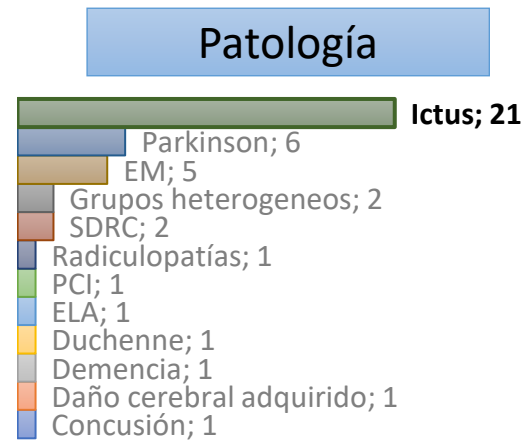 Patología
Ictus; 21
Parkinson; 6
EM; 5
Grupos heterogeneos; 2
SDRC; 2
Radiculopatías; 1
PCI; 1
ELA; 1
Duchenne; 1
Demencia; 1
Daño cerebral adquirido; 1
Concusión; 1